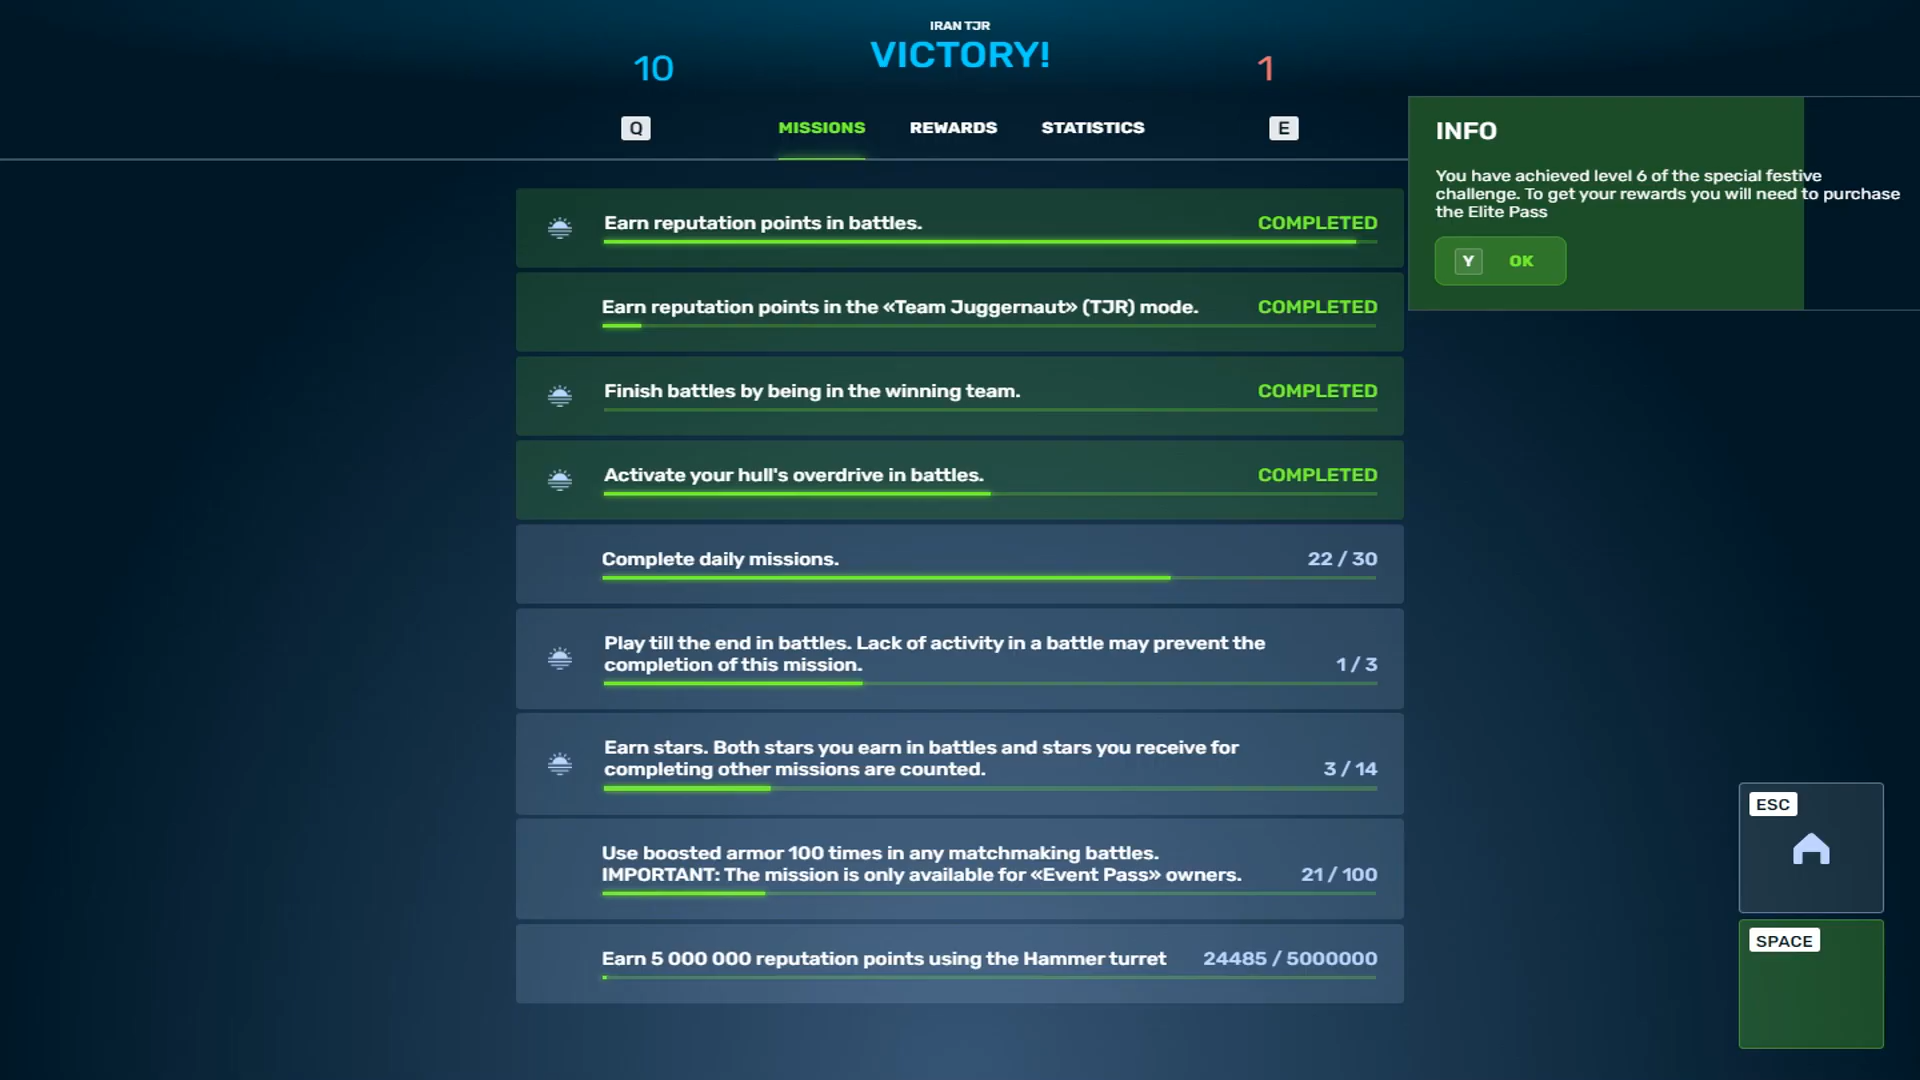 IRAN TJR
VICTORY!
10
1
Q
MISSIONS
REWARDS
STATISTICS
E
Earn reputation points in battles.
COMPLETED
Earn reputation points in the «Team Juggernaut» (TJR) mode.
COMPLETED
Finish battles by being in the winning team.
COMPLETED
Activate your hull's overdrive in battles.
COMPLETED
Complete daily missions.
22 / 30
Play till the end in battles. Lack of activity in a battle may prevent the
completion of this mission.
1 / 3
Earn stars. Both stars you earn in battles and stars you receive for
completing other missions are counted.
3 / 14
Use boosted armor 100 times in any matchmaking battles.
IMPORTANT: The mission is only available for «Event Pass» owners.
21 / 100
Earn 5 000 000 reputation points using the Hammer turret
24485 / 5000000
INFO
You have achieved level 6 of the special festive
challenge. To get your rewards you will need to purchase
the Elite Pass
Y
OK
ESC
SPACE